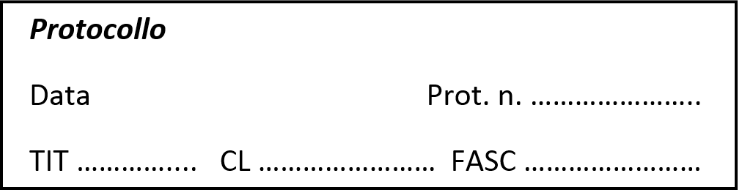 Protocollo
Data Prot. n. …………………..
TIT ………….... CL …………………… FASC ……………………